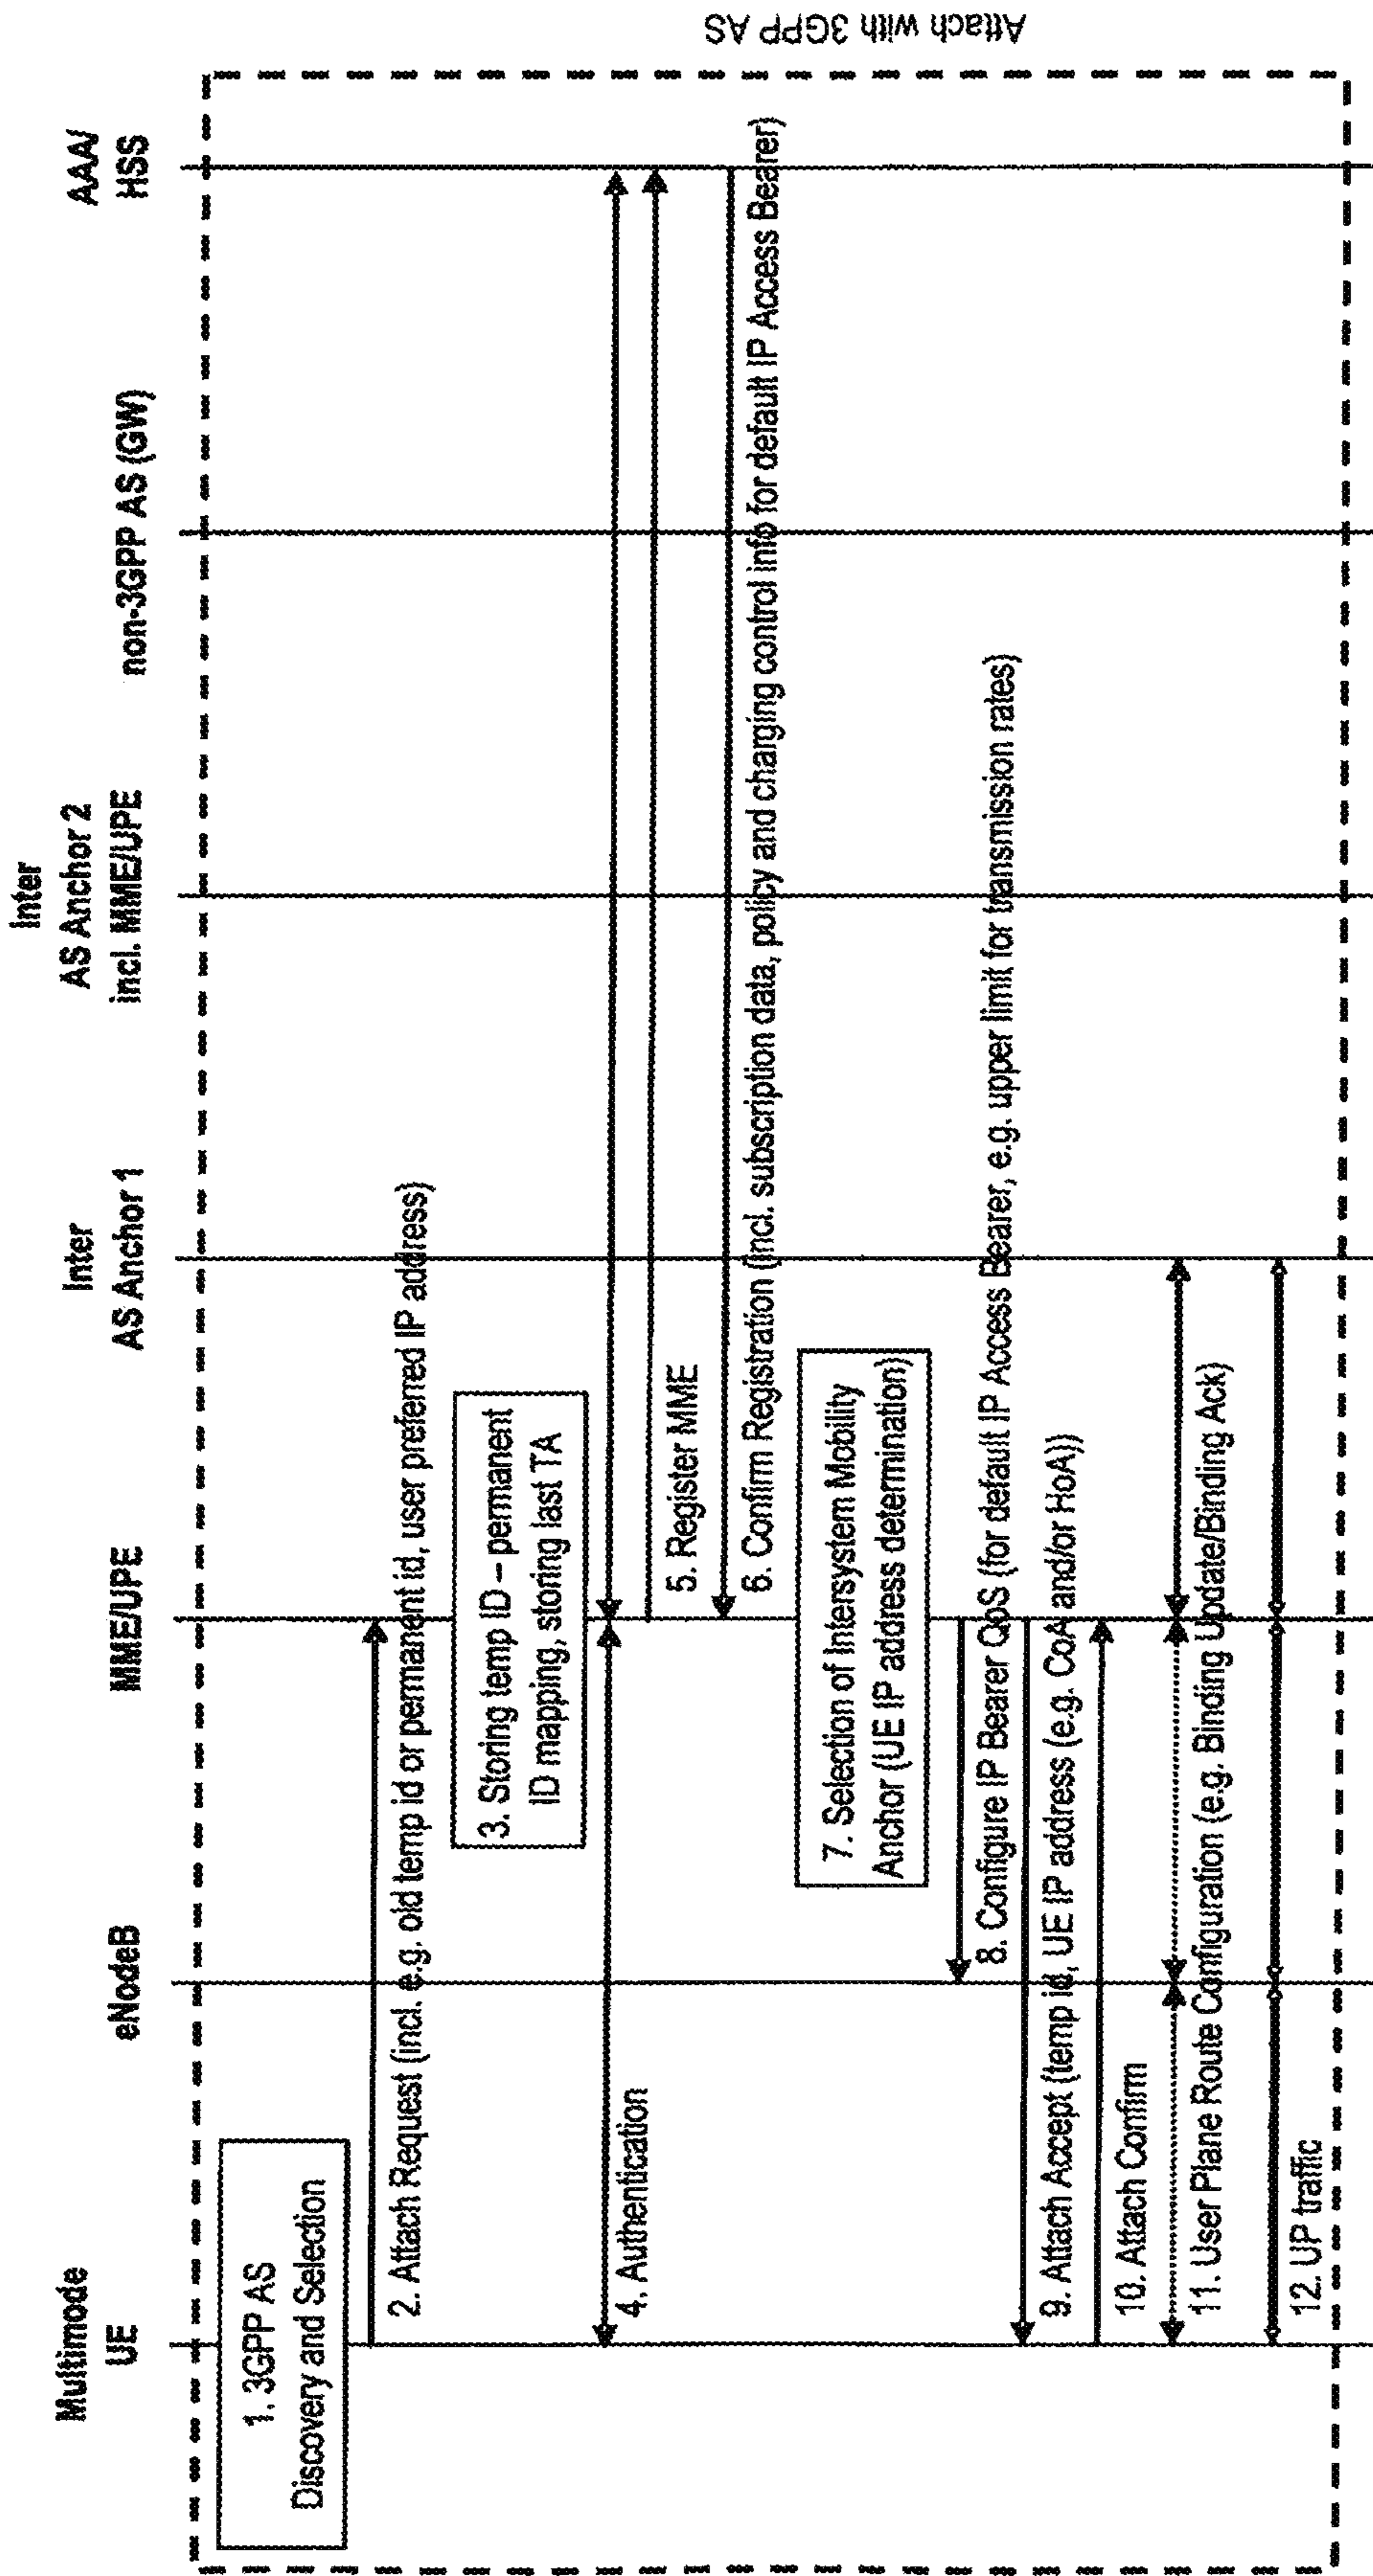 Multimode
UE
eNodeB
MME/UPE
Inter
AS Anchor 1
Inter
AS Anchor 2
incl. MME/UPE
non-3GPP AS (GW)
AAA/
HSS
1. 3GPP AS
Discovery and Selection
2. Attach Request (incl. e.g. old temp id or permanent id, user preferred IP address)
3. Storing temp ID – permanent
ID mapping, storing last TA
4. Authentication
5. Register MME
6. Confirm Registration (incl. subscription data, policy and charging control info for default IP Access Bearer)
7. Selection of Intersystem Mobility
Anchor (UE IP address determination)
8. Configure IP Bearer QoS (for default IP Access Bearer, e.g. upper limit for transmission rates)
9. Attach Accept (temp id, UE IP address (e.g. CoA and/or HoA))
10. Attach Confirm
11. User Plane Route Configuration (e.g. Binding Update/Binding Ack)
12. UP traffic
Attach with 3GPP AS